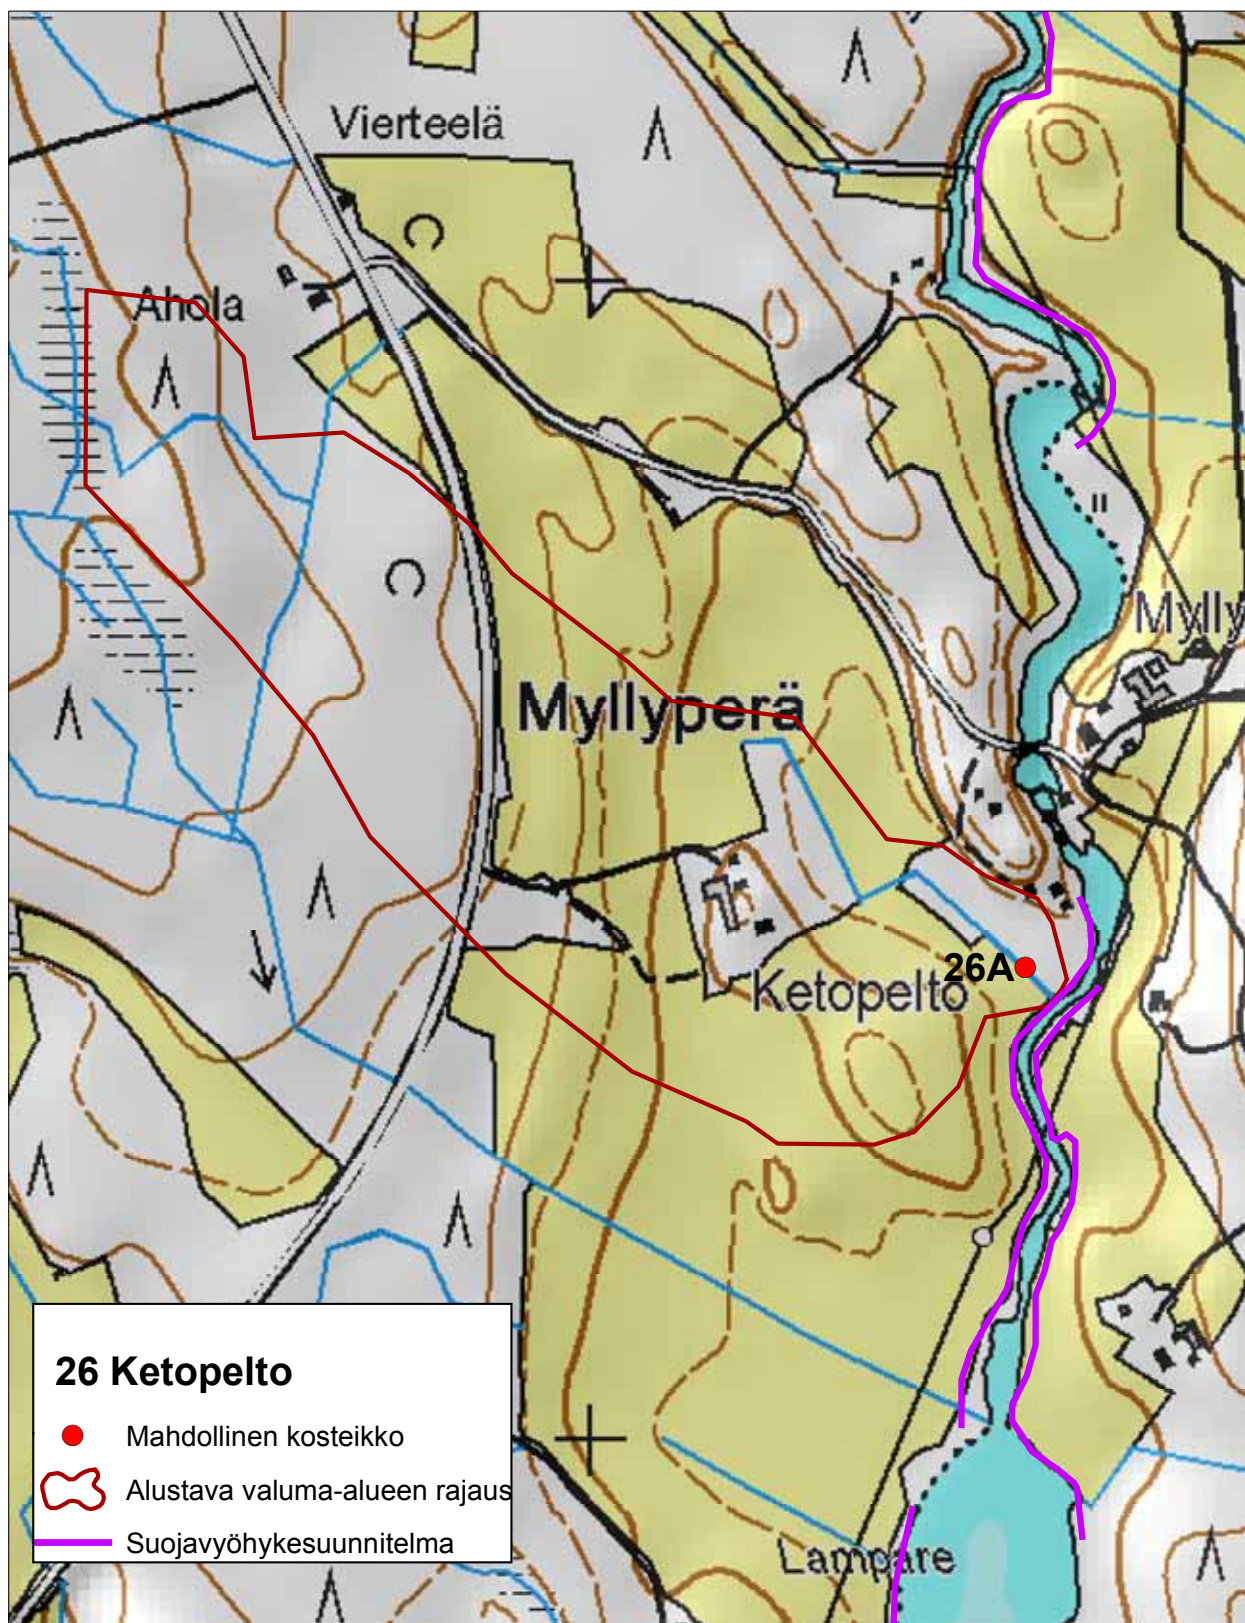 Vierteelä
Ahola
Mylly
Myllyperä
26A
Ketopelto
26 Ketopelto
Mahdollinen kosteikko
Alustava valuma-alueen rajaus
Suojavyöhykesuunnitelma
Lampare